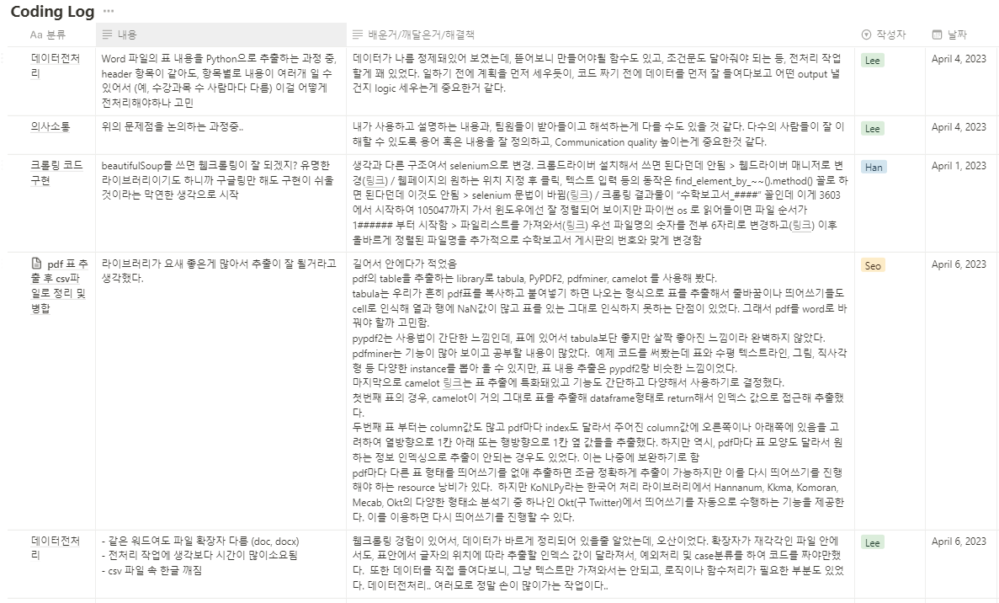 Coding Log ···
Aa 분류
내용
배운거/깨달은거/해결책
작성자
날짜
데이터전처
리
Word 파일의 표 내용을 Python으로 추출하는 과정 중,
header 항목이 같아도, 항목별로 내용이 여러개 일 수
있어서 (예, 수강과목 수 사람마다 다름) 이걸 어떻게
전처리해야하나 고민
데이터가 나름 정제돼있어 보였는데, 뜯어보니 만들어야될 함수도 있고, 조건문도 달아줘야 되는 등, 전처리 작업
할게 꽤 있었다. 일하기 전에 계획을 먼저 세우듯이, 코드 짜기 전에 데이터를 먼저 잘 들여다보고 어떤 output 낼
건지 logic 세우는게 중요한거 같다.
Lee
April 4, 2023
의사소통
위의 문제점을 논의하는 과정중..
내가 사용하고 설명하는 내용과, 팀원들이 받아들이고 해석하는게 다를 수도 있을 것 같다. 다수의 사람들이 잘 이
해할 수 있도록 용어 혹은 내용을 잘 정의하고, Communication quality 높이는게 중요한것 같다.
Lee
April 4, 2023
크롤링 코드
구현
beautifulSoup를 쓰면 웹크롤링이 잘 되겠지? 유명한
라이브러리이기도 하니까 구글링만 해도 구현이 쉬울
것이라는 막연한 생각으로 시작
생각과 다른 구조여서 selenium으로 변경. 크롬드라이버 설치해서 쓰면 된다던데 안됨 > 웹드라이버 매니저로 변
경(링크) / 웹페이지의 원하는 위치 지정 후 클릭, 텍스트 입력 등의 동작은 find_element_by_~~().method() 꼴로 하
면 된다던데 이것도 안됨 > selenium 문법이 바뀜(링크) / 크롤링 결과물이 “수학보고서_####” 꼴인데 이게 3603
에서 시작하여 105047까지 가서 윈도우에선 잘 정렬되어 보이지만 파이썬 os 로 읽어들이면 파일 순서가
1###### 부터 시작함 > 파일리스트를 가져와서(링크) 우선 파일명의 숫자를 전부 6자리로 변경하고(링크) 이후
올바르게 정렬된 파일명을 추가적으로 수학보고서 게시판의 번호와 맞게 변경함
Han
April 1, 2023
pdf 표 추
출 후 csv파
일로 정리 및
병합
라이브러리가 요새 좋은게 많아서 추출이 잘 될거라고
생각했다.
길어서 안에다가 적었음
pdf의 table을 추출하는 library로 tabula, PyPDF2, pdfminer, camelot 를 사용해 봤다.
tabula는 우리가 흔히 pdf표를 복사하고 붙여넣기 하면 나오는 형식으로 표를 추출해서 줄바꿈이나 띄어쓰기들도
cell로 인식해 열과 행에 NaN값이 많고 표를 있는 그대로 인식하지 못하는 단점이 있었다. 그래서 pdf를 word로 바
꿔야 할까 고민함.
pypdf2는 사용법이 간단한 느낌인데, 표에 있어서 tabula보단 좋지만 살짝 좋아진 느낌이라 완벽하지 않았다.
pdfminer는 기능이 많아 보이고 공부할 내용이 많았다.  예제 코드를 써봤는데 표와 수평 텍스트라인, 그림, 직사각
형 등 다양한 instance를 뽑아 올 수 있지만, 표 내용 추출은 pypdf2랑 비슷한 느낌이었다.
마지막으로 camelot 링크는 표 추출에 특화돼있고 기능도 간단하고 다양해서 사용하기로 결정했다.
첫번째 표의 경우, camelot이 거의 그대로 표를 추출해 dataframe형태로 return해서 인덱스 값으로 접근해 추출했
다.
두번째 표 부터는 column값도 많고 pdf마다 index도 달라서 주어진 column값에 오른쪽이나 아래쪽에 있음을 고
려하여 열방향으로 1칸 아래 또는 행방향으로 1칸 옆 값들을 추출했다. 하지만 역시, pdf마다 표 모양도 달라서 원
하는 정보 인덱싱으로 추출이 안되는 경우도 있었다. 이는 나중에 보완하기로 함
pdf마다 다른 표 형태를 띄어쓰기를 없애 추출하면 조금 정확하게 추출이 가능하지만 이를 다시 띄어쓰기를 진행
해야 하는 resource 낭비가 있다.  하지만 KoNLPy라는 한국어 처리 라이브러리에서 Hannanum, Kkma, Komoran,
Mecab, Okt의 다양한 형태소 분석기 중 하나인 Okt(구 Twitter)에서 띄어쓰기를 자동으로 수행하는 기능을 제공한
다. 이를 이용하면 다시 띄어쓰기를 진행할 수 있다.
Seo
April 6, 2023
데이터전처
리
- 같은 워드여도 파일 확장자 다름 (doc, docx)
- 전처리 작업에 생각보다 시간이 많이소요됨
- csv 파일 속 한글 깨짐
웹크롤링 경험이 있어서, 데이터가 바르게 정리되어 있을줄 알았는데, 오산이었다. 확장자가 재각각인 파일 안에
서도, 표안에서 글자의 위치에 따라 추출할 인덱스 값이 달라져서, 예외처리 및 case분류를 하여 코드를 짜야만했
다.  또한 데이터를 직접 들여다보니, 그냥 텍스트만 가져와서는 안되고, 로직이나 함수처리가 필요한 부분도 있었
다. 데이터전처리.. 여러모로 정말 손이 많이가는 작업이다..
Lee
April 6, 2023